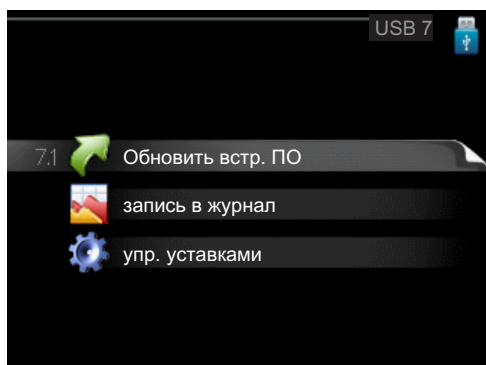 USB 7
7.1 Обновить встр. ПО
запись в журнал
упр. уставками